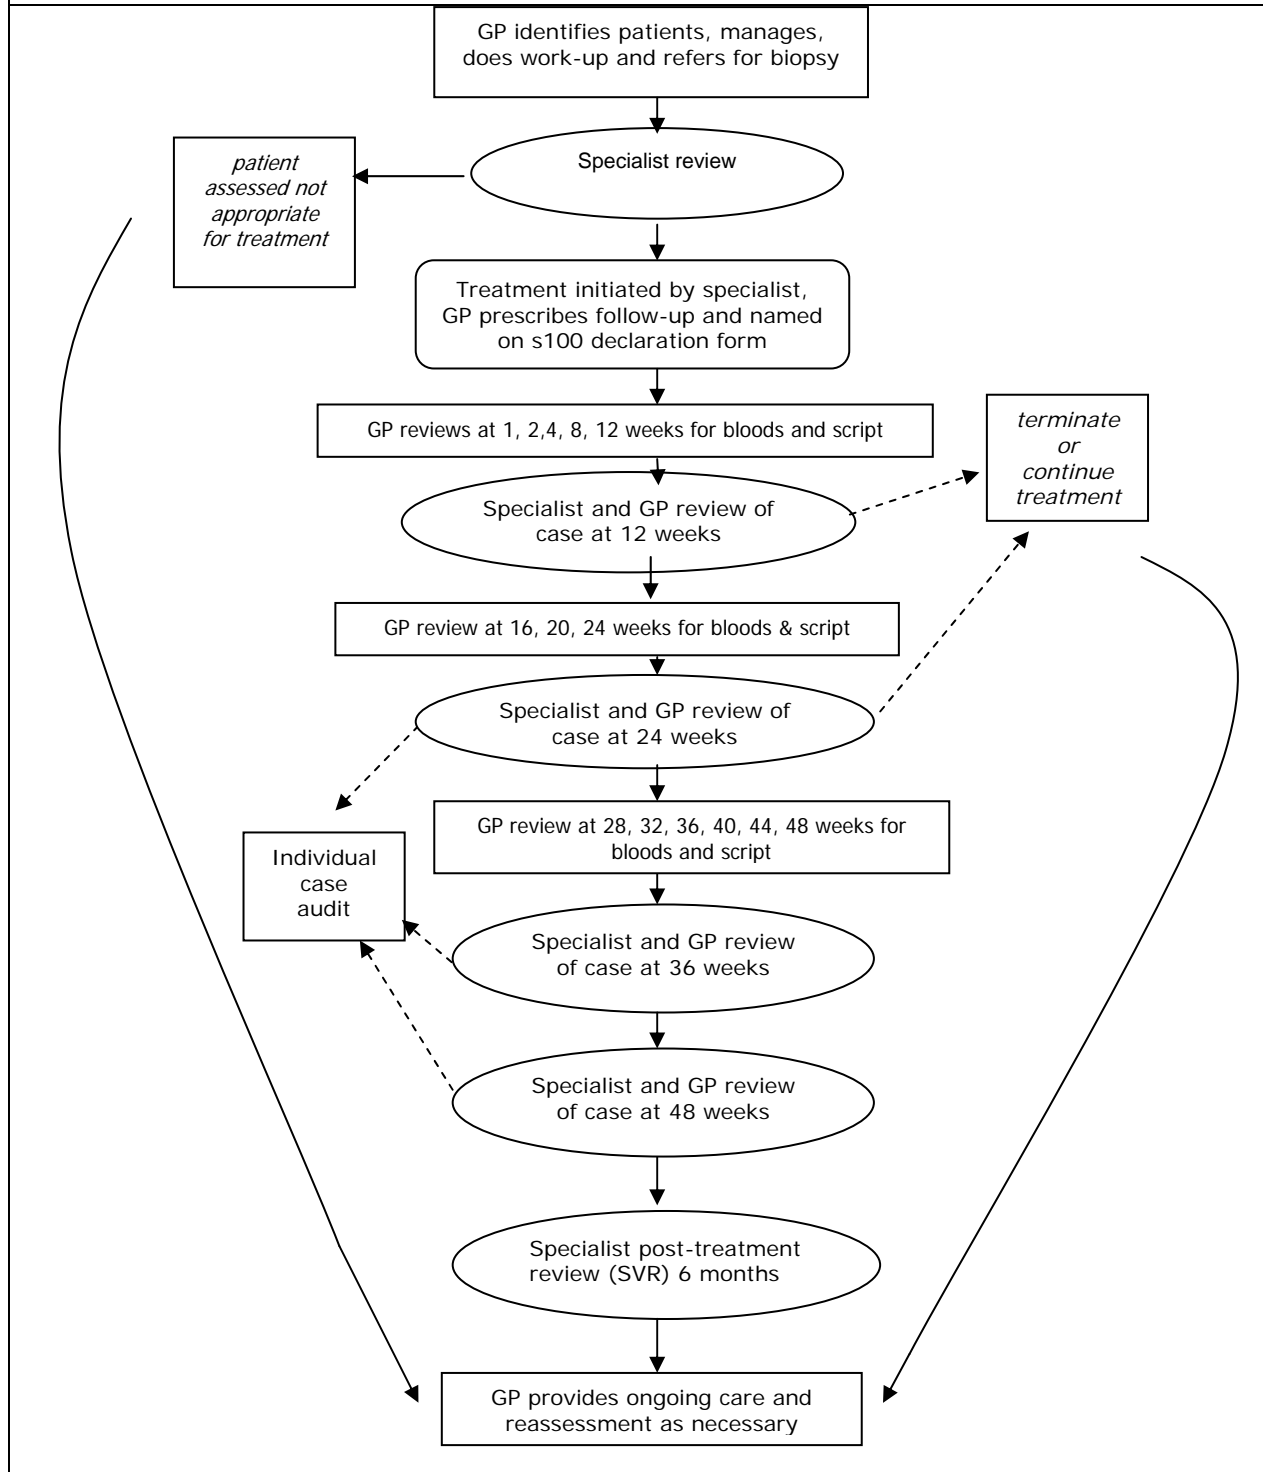 GP identifies patients, manages,
does work-up and refers for biopsy
Specialist review
patient
assessed not
appropriate
for treatment
Treatment initiated by specialist,
GP prescribes follow-up and named
on s100 declaration form
GP reviews at 1, 2,4, 8, 12 weeks for bloods and script
terminate
or
continue
treatment
Specialist and GP review of
case at 12 weeks
GP review at 16, 20, 24 weeks for bloods & script
Specialist and GP review of
case at 24 weeks
GP review at 28, 32, 36, 40, 44, 48 weeks for
bloods and script
Individual
case
audit
Specialist and GP review
of case at 36 weeks
Specialist and GP review
of case at 48 weeks
Specialist post-treatment
review (SVR) 6 months
GP provides ongoing care and
reassessment as necessary